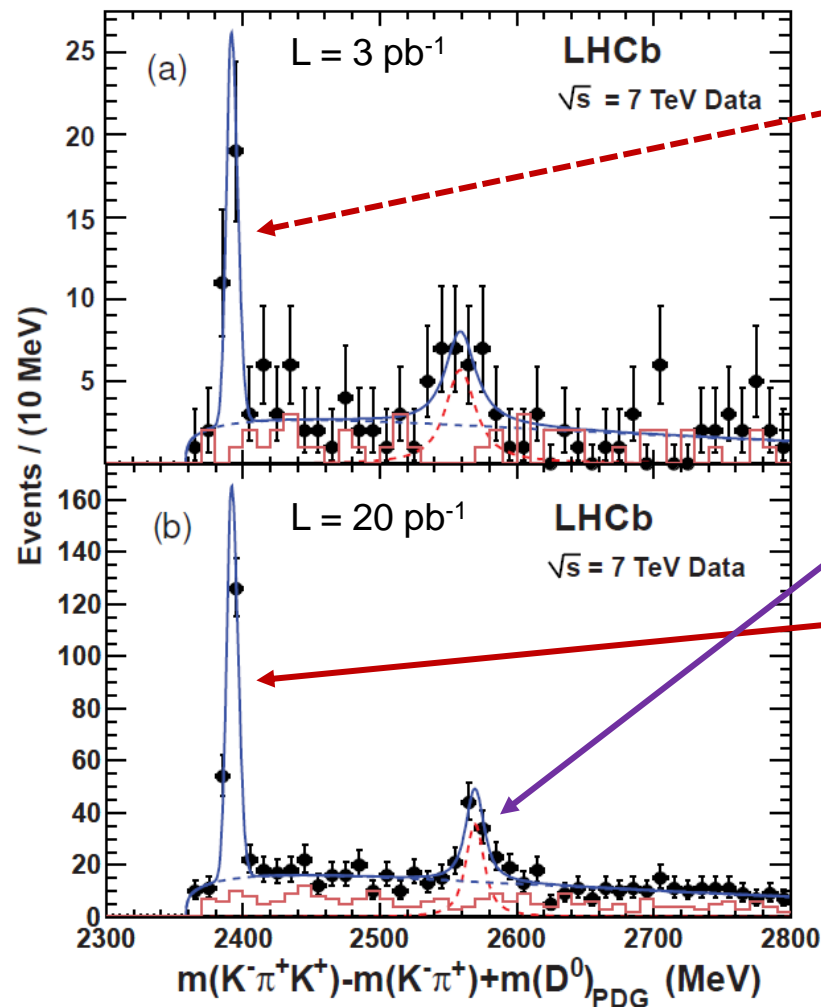 25
(a)
L = 3 pb⁻¹
LHCb
√s = 7 TeV Data
20
15
10
5
Events / (10 MeV)
160
(b)
L = 20 pb⁻¹
LHCb
√s = 7 TeV Data
140
120
100
80
60
40
20
0
2300 2400 2500 2600 2700 2800
m(K⁻π⁺K⁺)-m(K⁻π⁺)+m(D⁰)PDG (MeV)